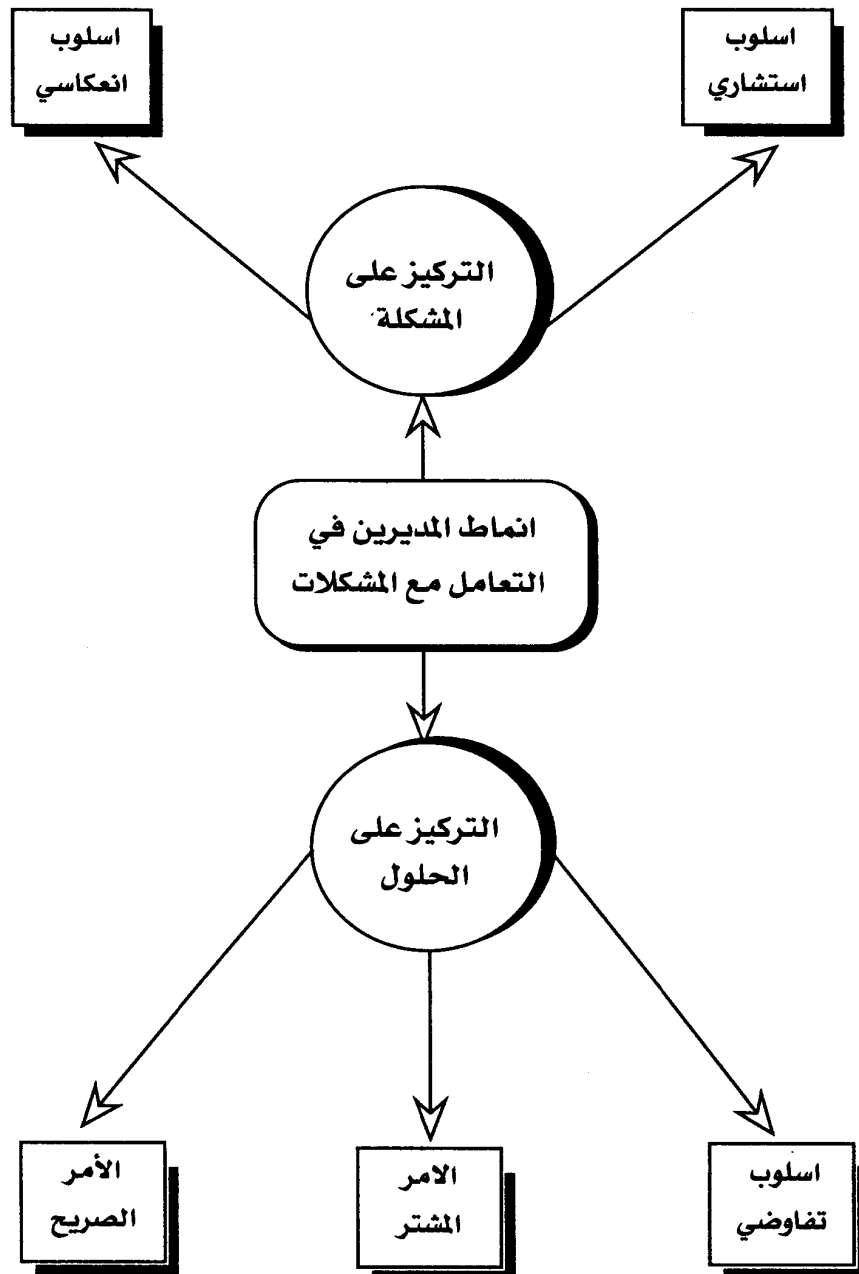 اسلوب
استشاري
اسلوب
انعكاسي
التركيز على
المشكلة
انماط المديرين في
التعامل مع المشكلات
التركيز على
الحلول
اسلوب
تفاوضي
الامر
المشتر
الأمر
الصريح